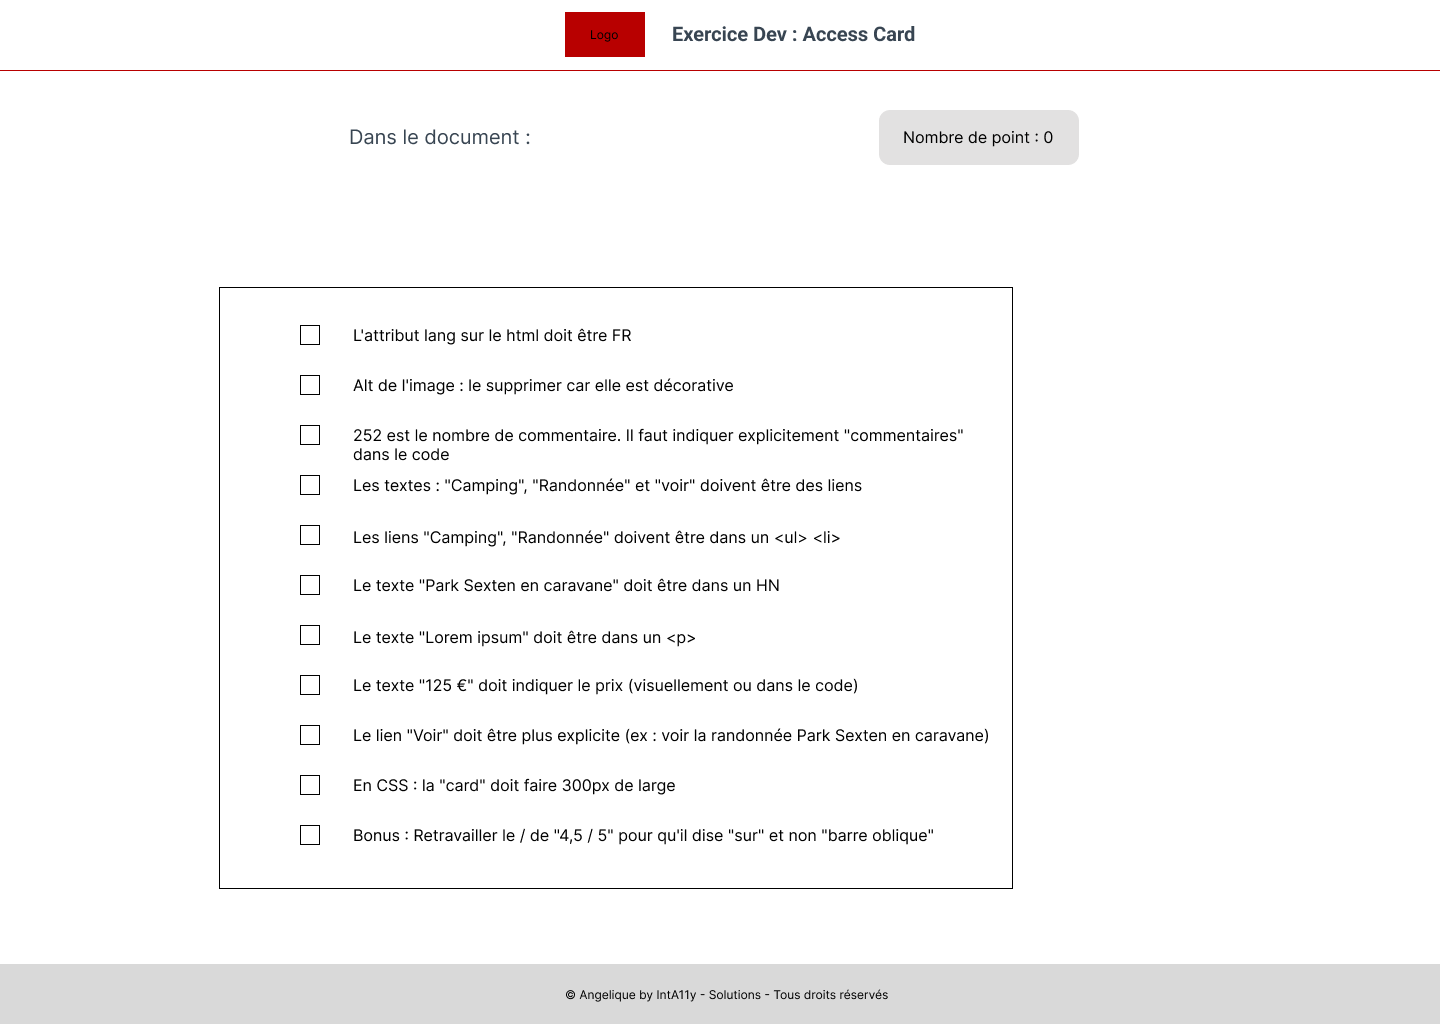 Logo
Exercice Dev : Access Card
Dans le document :
Nombre de point : 0
L'attribut lang sur le html doit être FR
Alt de l'image : le supprimer car elle est décorative
252 est le nombre de commentaire. Il faut indiquer explicitement "commentaires"
dans le code
Les textes : "Camping", "Randonnée" et "voir" doivent être des liens
Les liens "Camping", "Randonnée" doivent être dans un <ul> <li>
Le texte "Park Sexten en caravane" doit être dans un HN
Le texte "Lorem ipsum" doit être dans un <p>
Le texte "125 €" doit indiquer le prix (visuellement ou dans le code)
Le lien "Voir" doit être plus explicite (ex : voir la randonnée Park Sexten en caravane)
En CSS : la "card" doit faire 300px de large
Bonus : Retravailler le / de "4,5 / 5" pour qu'il dise "sur" et non "barre oblique"
© Angelique by IntA11y - Solutions - Tous droits réservés